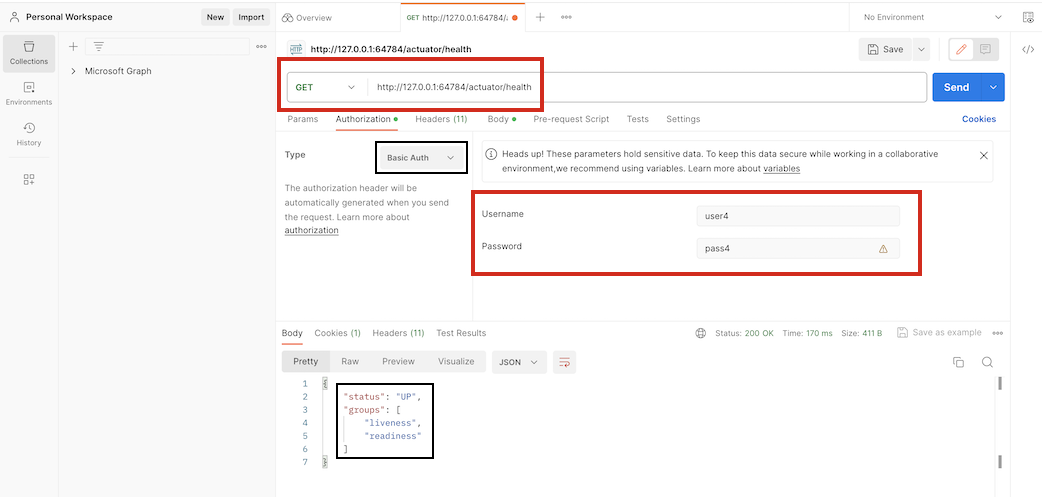 Personal Workspace
New
Import
Overview
GET http://127.0.0.1:64784/a
No Environment
Collections
Environments
History
Microsoft Graph
HTTP
http://127.0.0.1:64784/actuator/health
Save
GET
http://127.0.0.1:64784/actuator/health
Send
Params
Authorization
Headers (11)
Body
Pre-request Script
Tests
Settings
Cookies
Type
Basic Auth
The authorization header will be
automatically generated when you send
the request. Learn more about
authorization
Heads up! These parameters hold sensitive data. To keep this data secure while working in a collaborative
environment,we recommend using variables. Learn more about variables
Username
user4
Password
pass4
Body
Cookies (1)
Headers (11)
Test Results
Status: 200 OK
Time: 170 ms
Size: 411 B
Save as example
Pretty
Raw
Preview
Visualize
JSON
1 {
2 "status": "UP",
3 "groups": [
4 "liveness",
5 "readiness"
6 ]
7 }